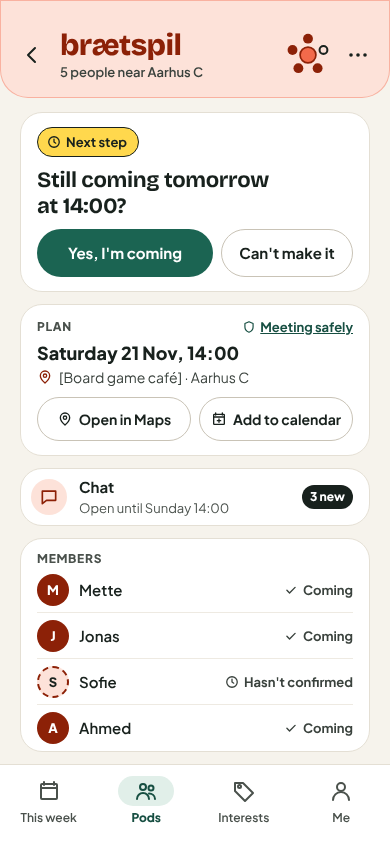 brætspil
5 people near Aarhus C
Next step
Still coming tomorrow
at 14:00?
Yes, I'm coming
Can't make it
PLAN
Meeting safely
Saturday 21 Nov, 14:00
[Board game café] · Aarhus C
Open in Maps
Add to calendar
Chat
Open until Sunday 14:00
3 new
MEMBERS
M
Mette
Coming
J
Jonas
Coming
S
Sofie
Hasn't confirmed
A
Ahmed
Coming
This week
Pods
Interests
Me